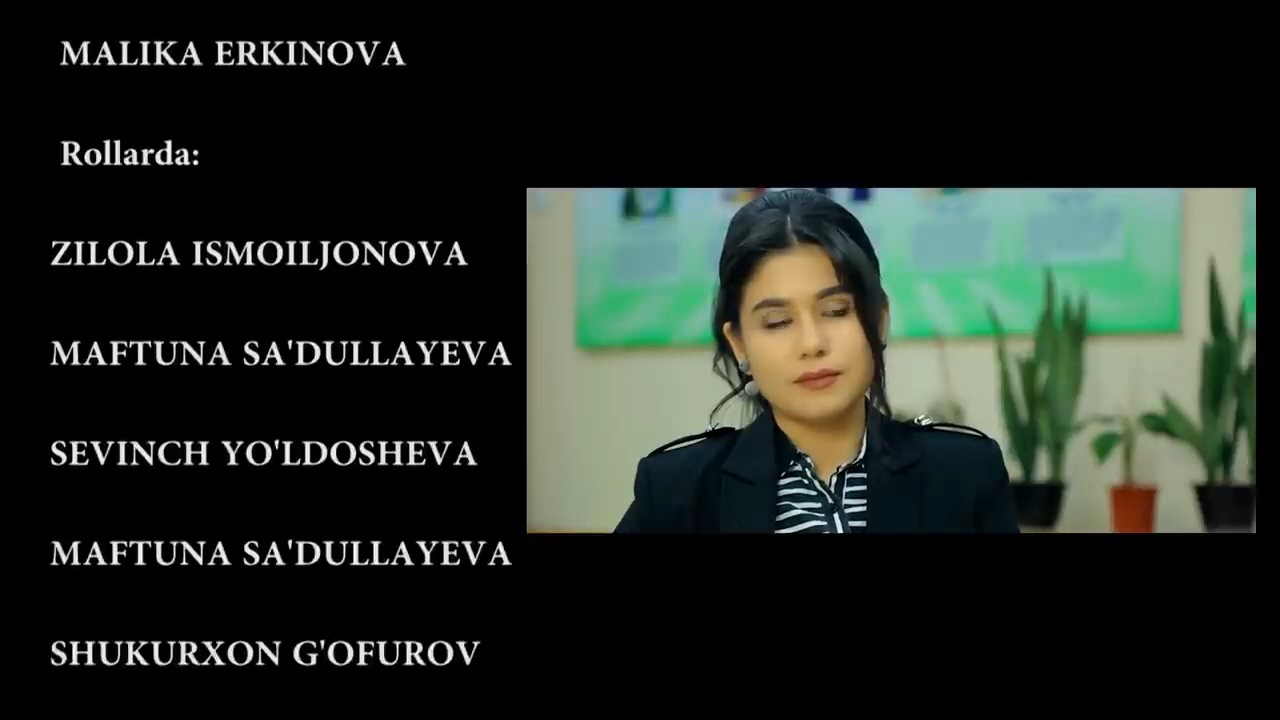 MALIKA ERKINOVA
Rollarda:
ZILOLA ISMOILJONOVA
MAFTUNA SA'DULLAYEVA
SEVINCH YO'LDOSHEVA
MAFTUNA SA'DULLAYEVA
SHUKURXON G'OFUROV